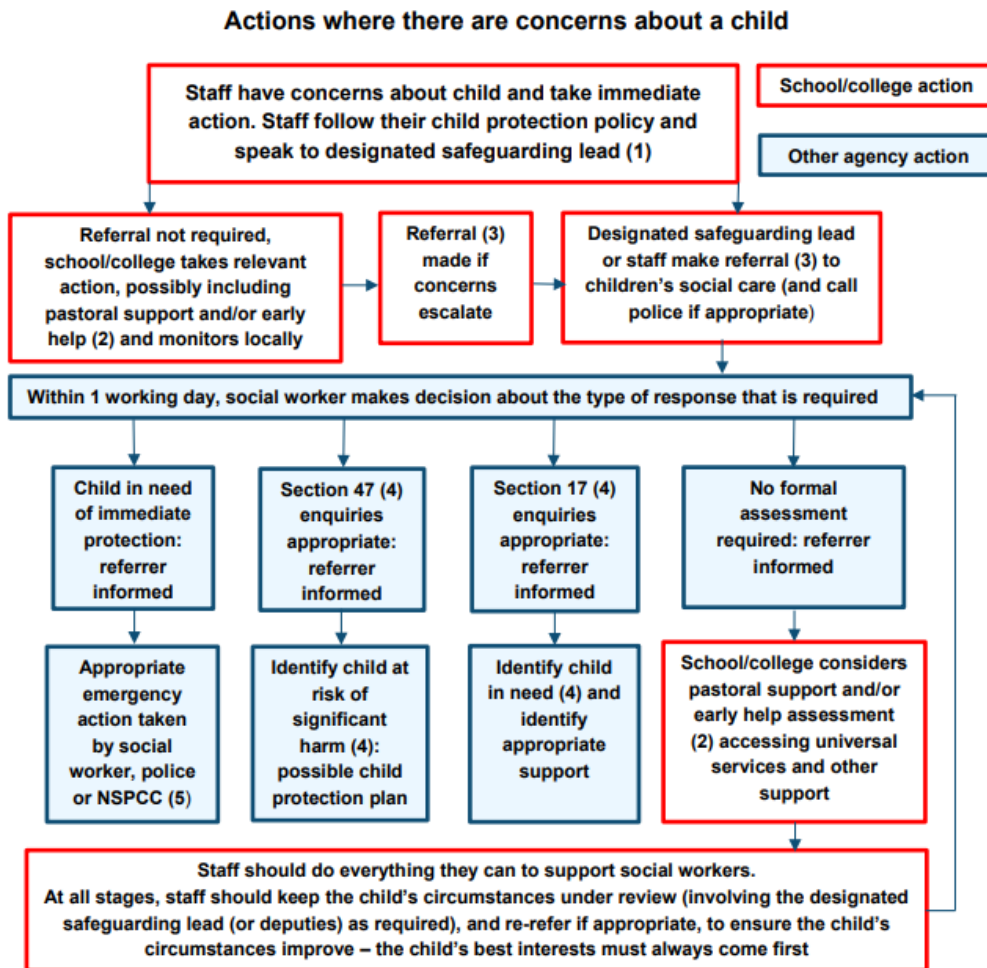 Actions where there are concerns about a child
Staff have concerns about child and take immediate
action. Staff follow their child protection policy and
speak to designated safeguarding lead (1)
School/college action
Other agency action
Referral not required,
school/college takes relevant
action, possibly including
pastoral support and/or early
help (2) and monitors locally
Referral (3)
made if
concerns
escalate
Designated safeguarding lead
or staff make referral (3) to
children’s social care (and call
police if appropriate)
Within 1 working day, social worker makes decision about the type of response that is required
Child in need
of immediate
protection:
referrer
informed
Section 47 (4)
enquiries
appropriate:
referrer
informed
Section 17 (4)
enquiries
appropriate:
referrer
informed
No formal
assessment
required: referrer
informed
Appropriate
emergency
action taken
by social
worker, police
or NSPCC (5)
Identify child at
risk of
significant
harm (4):
possible child
protection plan
Identify child
in need (4) and
identify
appropriate
support
School/college considers
pastoral support and/or
early help assessment
(2) accessing universal
services and other
support
Staff should do everything they can to support social workers.
At all stages, staff should keep the child’s circumstances under review (involving the designated
safeguarding lead (or deputies) as required), and re-refer if appropriate, to ensure the child’s
circumstances improve – the child’s best interests must always come first